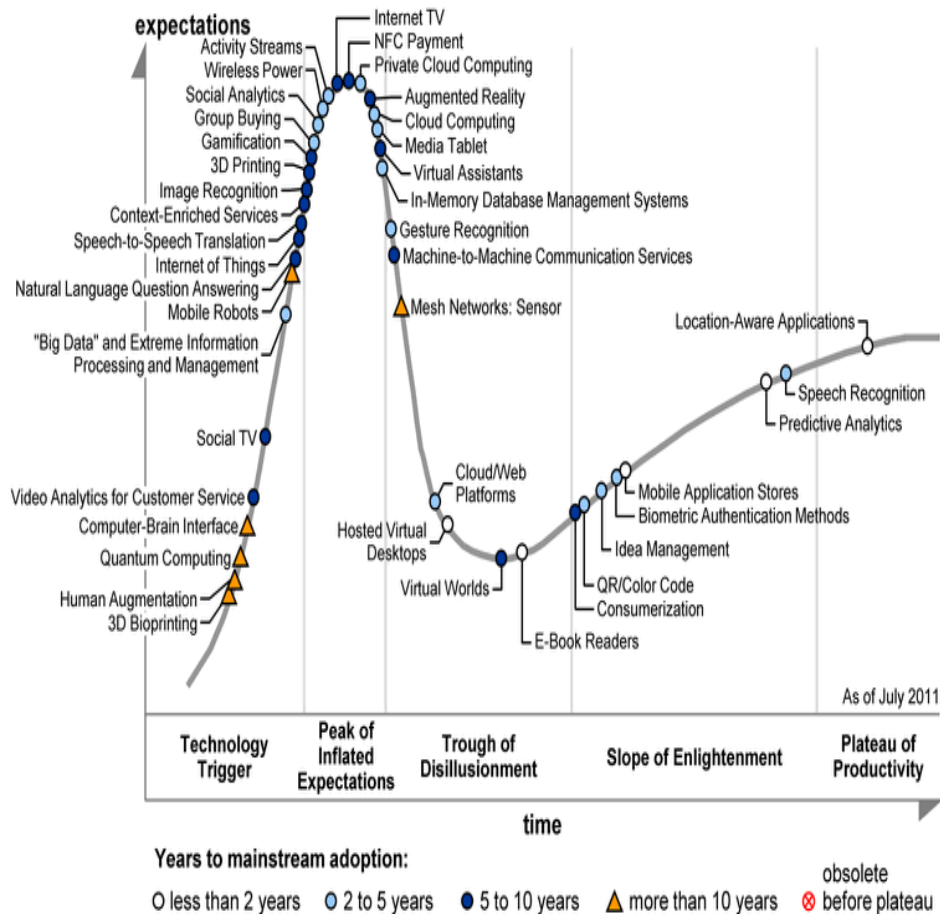 expectations
Internet TV
NFC Payment
Activity Streams
Private Cloud Computing
Wireless Power
Augmented Reality
Social Analytics
Cloud Computing
Group Buying
Media Tablet
Gamification
Virtual Assistants
3D Printing
In-Memory Database Management Systems
Image Recognition
Context-Enriched Services
Gesture Recognition
Speech-to-Speech Translation
Machine-to-Machine Communication Services
Internet of Things
Natural Language Question Answering
Mobile Robots
Mesh Networks: Sensor
"Big Data" and Extreme Information
Processing and Management
Location-Aware Applications
Speech Recognition
Predictive Analytics
Social TV
Cloud/Web
Platforms
Video Analytics for Customer Service
Mobile Application Stores
Computer-Brain Interface
Biometric Authentication Methods
Hosted Virtual
Desktops
Idea Management
Quantum Computing
Virtual Worlds
QR/Color Code
Human Augmentation
Consumerization
3D Bioprinting
E-Book Readers
As of July 2011
Technology
Trigger
Peak of
Inflated
Expectations
Trough of
Disillusionment
Slope of Enlightenment
Plateau of
Productivity
time
Years to mainstream adoption:
less than 2 years
2 to 5 years
5 to 10 years
more than 10 years
obsolete
before plateau